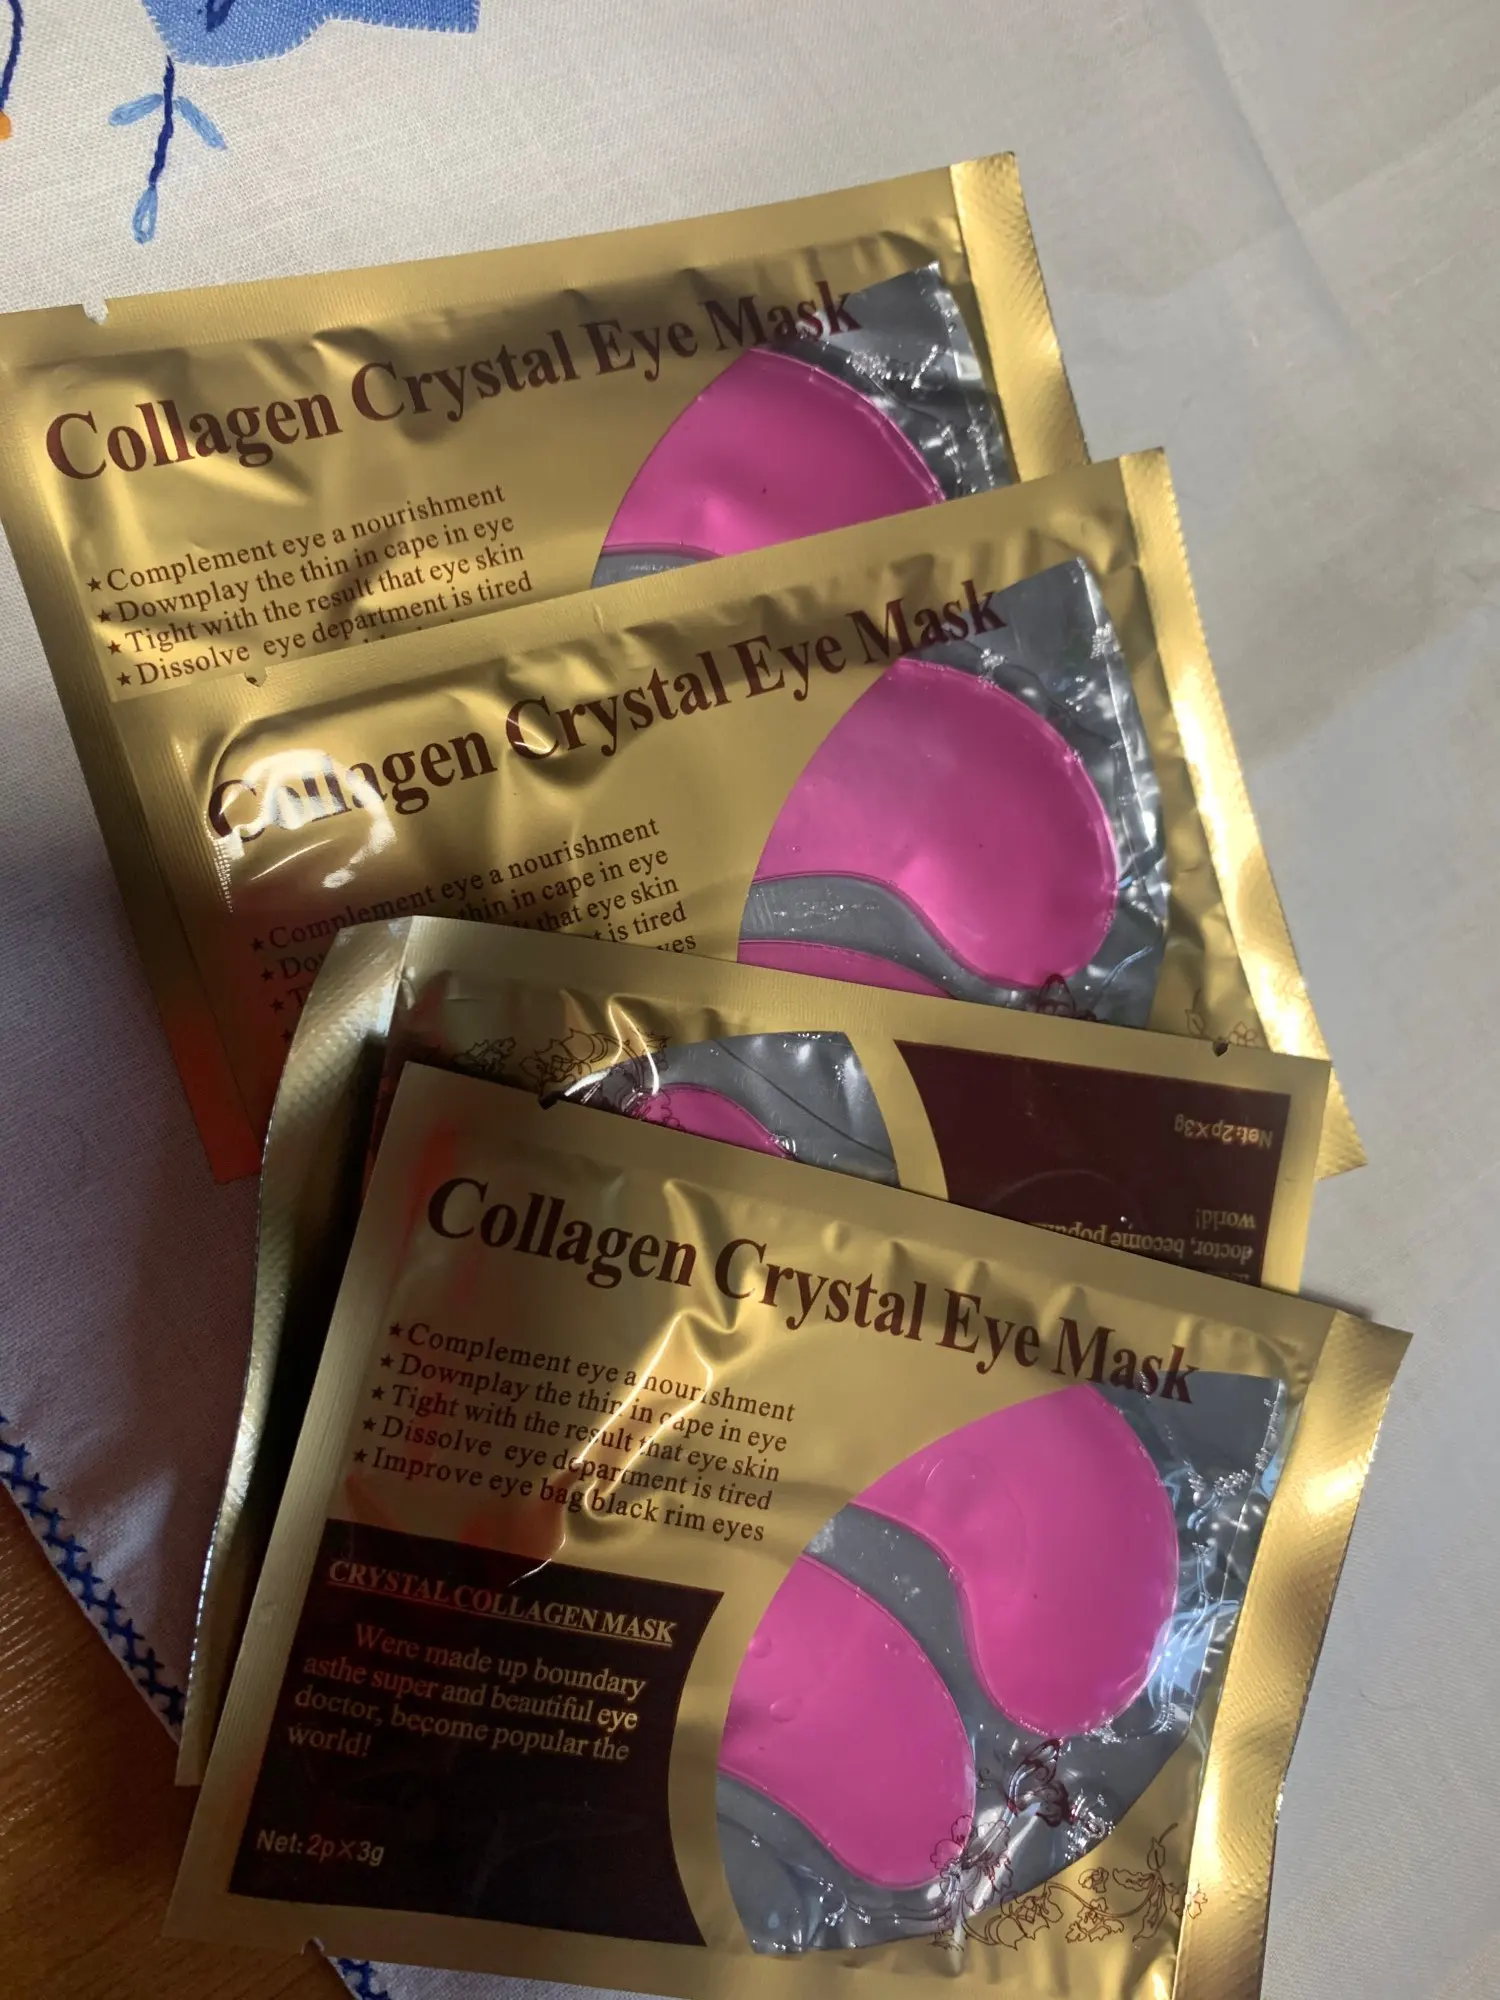 Collagen Crystal Eye Mask
★Complement eye a nourishment
★Downplay the thin in cape in eye
★Tight with the result that eye skin
★Dissolve eye department is tired
Collagen Crystal Eye Mask
★Complement eye a nourishment
thin in cape in eye
that eye skin
is tired
Net:2p×3g
world!
doctor, become
Collagen Crystal Eye Mask
★Complement eye a nourishment
★Downplay the thin in cape in eye
★Tight with the result that eye skin
★Dissolve eye department is tired
★Improve eye bag black rim eyes
CRYSTAL COLLAGEN MASK
Were made up boundary
asthe super and beautiful eye
doctor, become popular the
world!
Net: 2p×3g